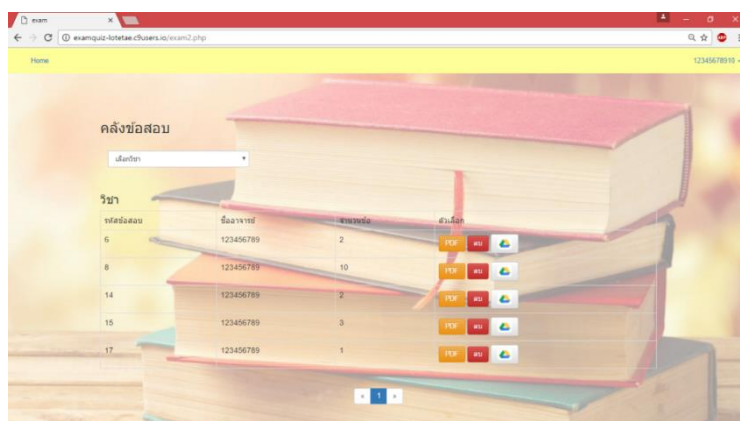 exam
examquiz-lotetae.c9users.io/exam2.php
Home 12345678910
คลังข้อสอบ
เลือกวิชา
วิชา
รหัสข้อสอบ ชื่ออาจารย์ จำนวนข้อ ตัวเลือก
6 123456789 2 PDF ลบ
8 123456789 10 PDF ลบ
14 123456789 2 PDF ลบ
15 123456789 3 PDF ลบ
17 123456789 1 PDF ลบ
« 1 »